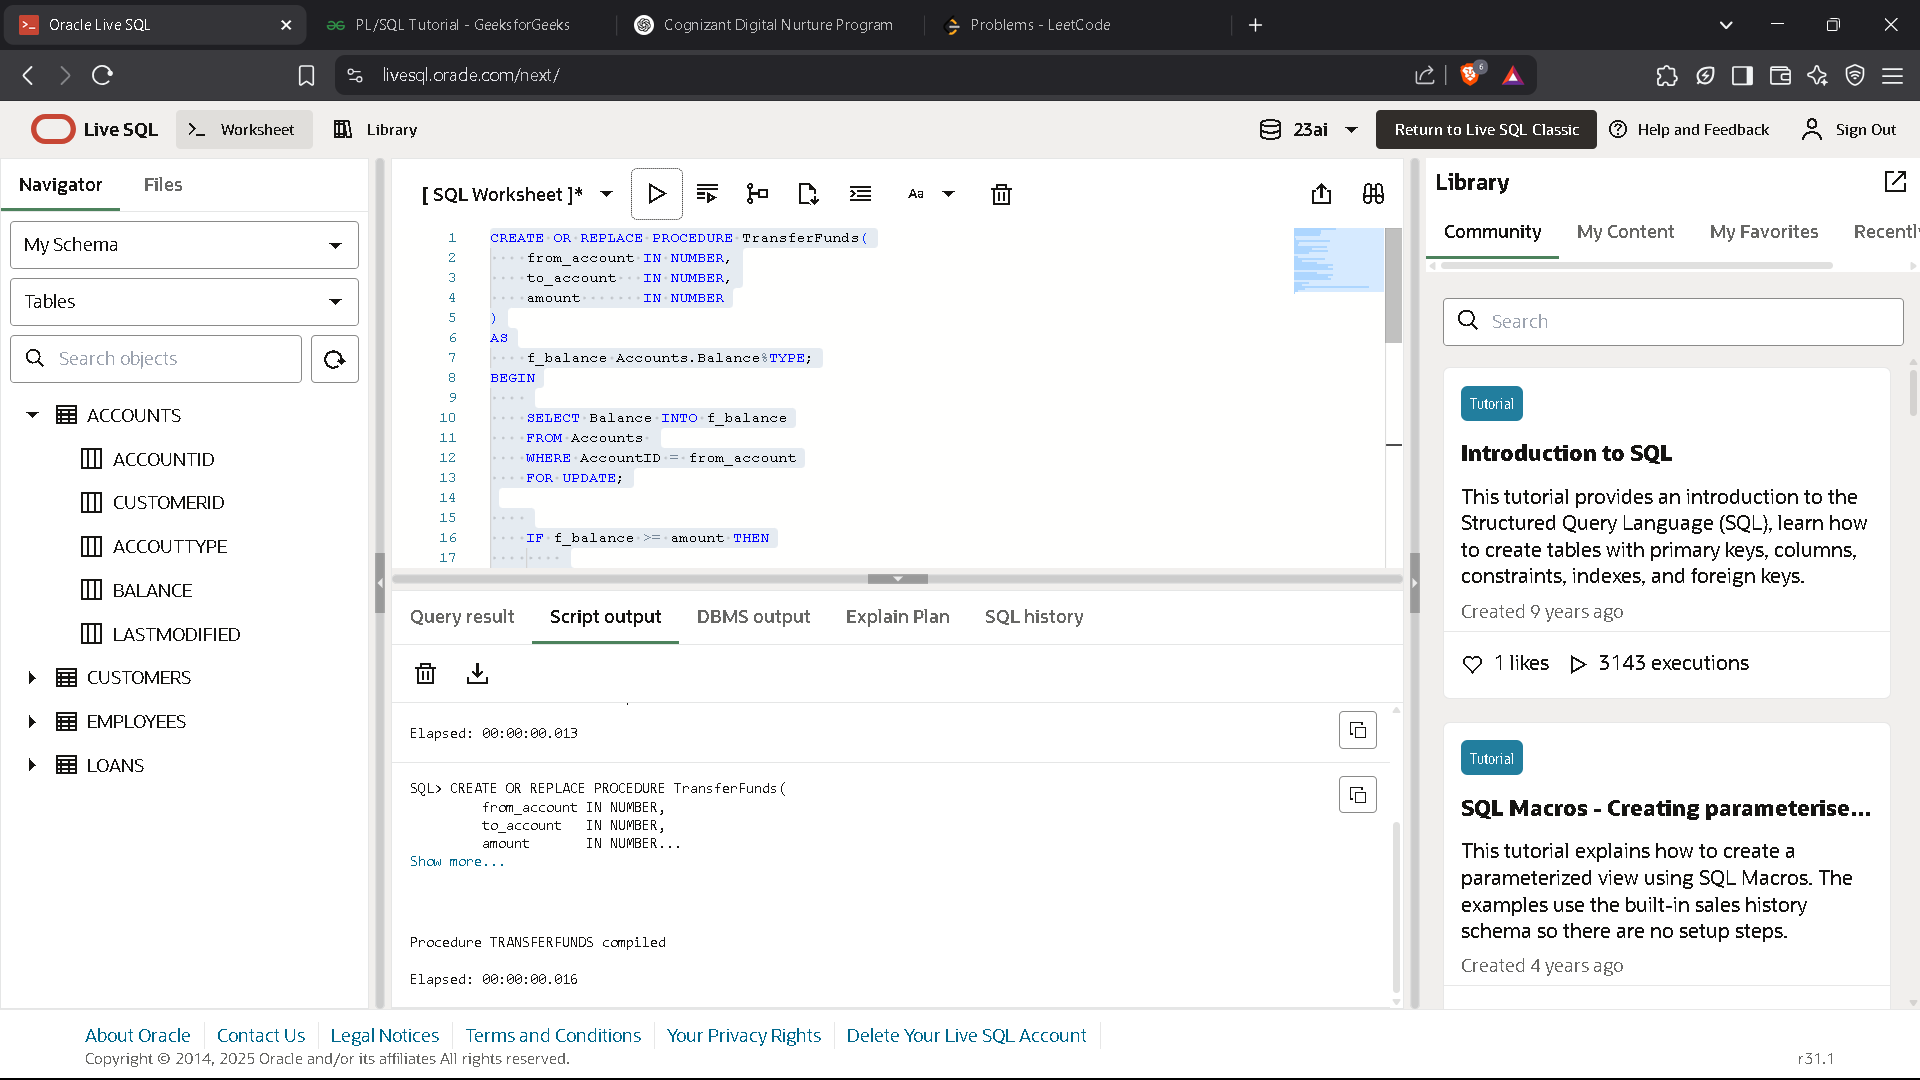 Oracle Live SQL
PL/SQL Tutorial - GeeksforGeeks
Cognizant Digital Nurture Program
Problems - LeetCode
livesql.oracle.com/next/
6
Live SQL
Worksheet
Library
23ai
Return to Live SQL Classic
Help and Feedback
Sign Out
Navigator
Files
My Schema
Tables
Search objects
ACCOUNTS
ACCOUNTID
CUSTOMERID
ACCOUTTYPE
BALANCE
LASTMODIFIED
CUSTOMERS
EMPLOYEES
LOANS
[ SQL Worksheet ]*
Aa
1 CREATE OR REPLACE PROCEDURE TransferFunds(
2 from_account IN NUMBER,
3 to_account IN NUMBER,
4 amount IN NUMBER
5 )
6 AS
7 f_balance Accounts.Balance%TYPE;
8 BEGIN
9
10 SELECT Balance INTO f_balance
11 FROM Accounts
12 WHERE AccountID = from_account
13 FOR UPDATE;
14
15
16 IF f_balance >= amount THEN
17
Query result
Script output
DBMS output
Explain Plan
SQL history
Elapsed: 00:00:00.013
SQL> CREATE OR REPLACE PROCEDURE TransferFunds(
from_account IN NUMBER,
to_account IN NUMBER,
amount IN NUMBER...
Show more...
Procedure TRANSFERFUNDS compiled
Elapsed: 00:00:00.016
Library
Community
My Content
My Favorites
Recently
Search
Tutorial
Introduction to SQL
This tutorial provides an introduction to the
Structured Query Language (SQL), learn how
to create tables with primary keys, columns,
constraints, indexes, and foreign keys.
Created 9 years ago
1 likes
3143 executions
Tutorial
SQL Macros - Creating parameterise...
This tutorial explains how to create a
parameterized view using SQL Macros. The
examples use the built-in sales history
schema so there are no setup steps.
Created 4 years ago
About Oracle
Contact Us
Legal Notices
Terms and Conditions
Your Privacy Rights
Delete Your Live SQL Account
Copyright © 2014, 2025 Oracle and/or its affiliates All rights reserved.
r31.1